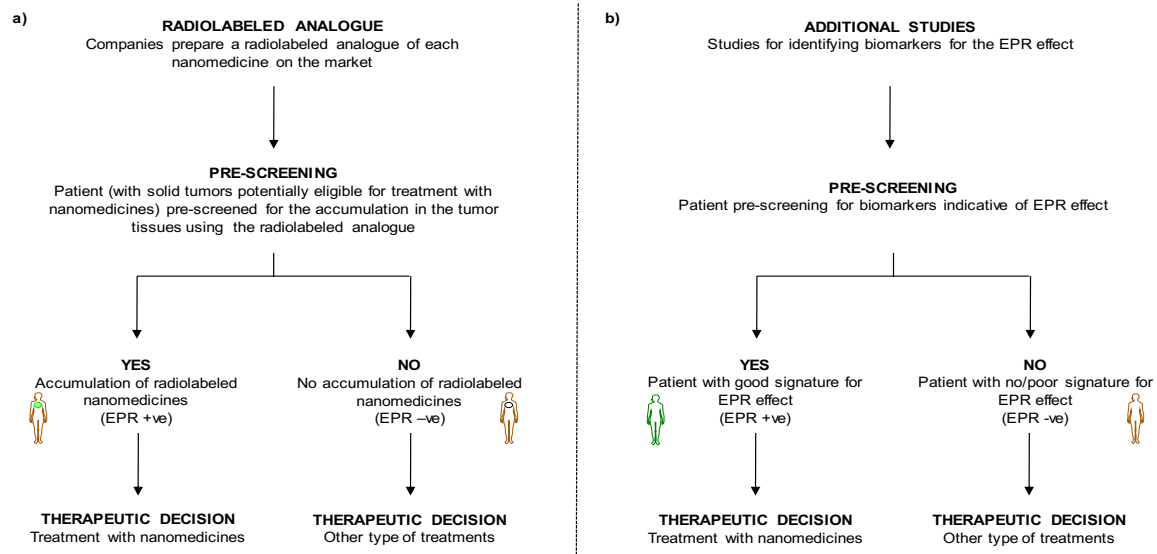 a)
RADIOLABELED ANALOGUE
Companies prepare a radiolabeled analogue of each
nanomedicine on the market
PRE-SCREENING
Patient (with solid tumors potentially eligible for treatment with
nanomedicines) pre-screened for the accumulation in the tumor
tissues using the radiolabeled analogue
YES
Accumulation of radiolabeled
nanomedicines
(EPR +ve)
NO
No accumulation of radiolabeled
nanomedicines
(EPR –ve)
THERAPEUTIC DECISION
Treatment with nanomedicines
THERAPEUTIC DECISION
Other type of treatments
b)
ADDITIONAL STUDIES
Studies for identifying biomarkers for the EPR effect
PRE-SCREENING
Patient pre-screening for biomarkers indicative of EPR effect
YES
Patient with good signature for
EPR effect
(EPR +ve)
NO
Patient with no/poor signature for
EPR effect
(EPR -ve)
THERAPEUTIC DECISION
Treatment with nanomedicines
THERAPEUTIC DECISION
Other type of treatments